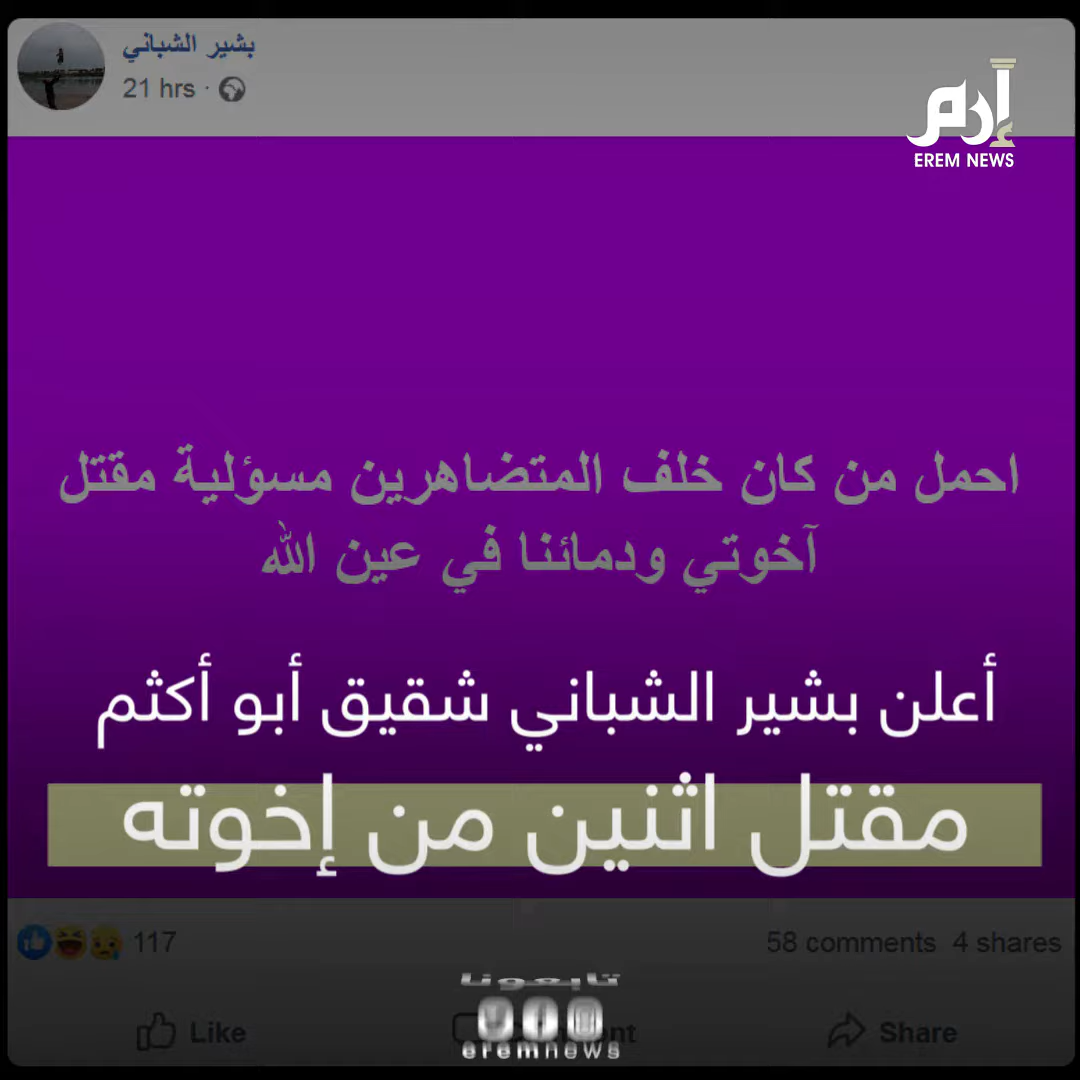 بشير الشباني
21 hrs ·
إرم
EREM NEWS
احمل من كان خلف المتضاهرين مسؤلية مقتل
آخوتي ودمائنا في عين الله
أعلن بشير الشباني شقيق أبو أكثم
مقتل اثنين من إخوته
117
58 comments 4 shares
تابعونا
Like
Share
eremnews